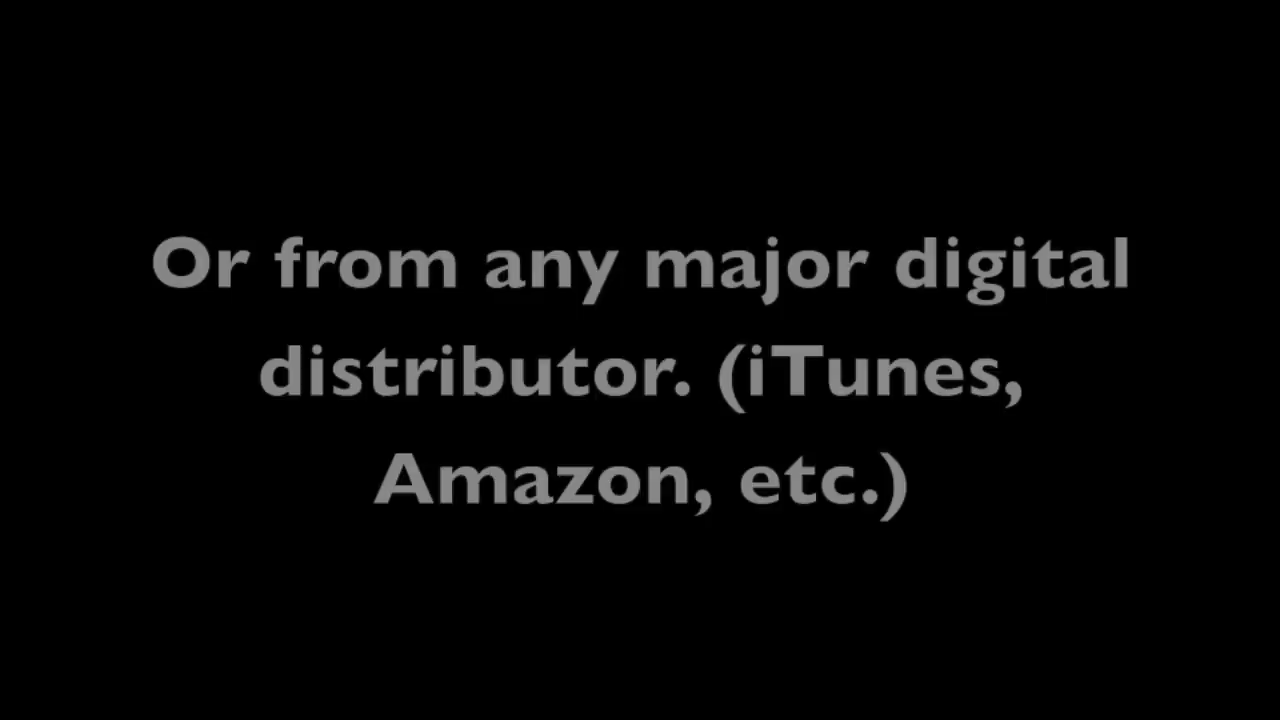 Or from any major digital
distributor. (iTunes,
Amazon, etc.)